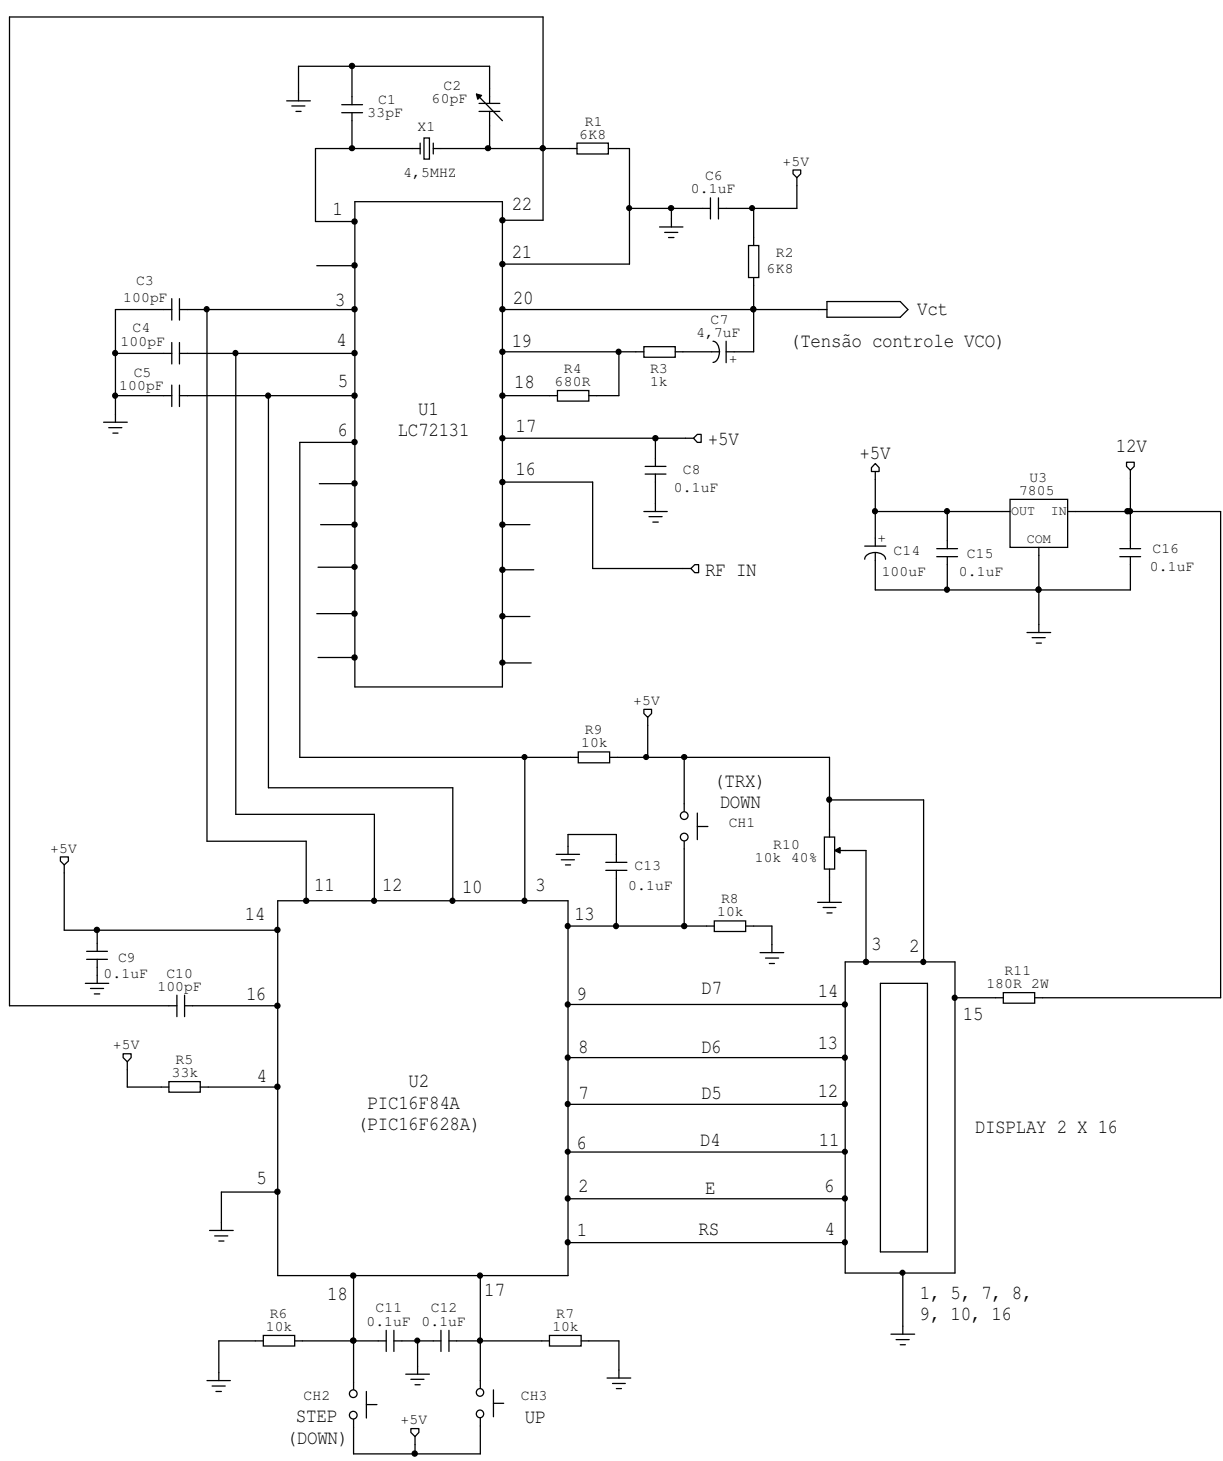 C1
33pF
C2
60pF
X1
4,5MHZ
R1
6K8
C6
0.1uF
+5V
R2
6K8
1
22
21
C3
100pF
3
20
Vct
C4
100pF
4
19
C7
4,7uF
+
(Tensão controle VCO)
C5
100pF
5
18
R4
680R
R3
1k
U1
LC72131
6
17
+5V
16
C8
0.1uF
RF IN
+5V
12V
U3
7805
OUT IN
COM
+
C14
100uF
C15
0.1uF
C16
0.1uF
+5V
R9
10k
(TRX)
DOWN
CH1
R10
10k 40%
C13
0.1uF
R8
10k
+5V
11
12
10
3
14
13
C9
0.1uF
C10
100pF
16
3
2
R11
180R 2W
15
9
D7
14
8
D6
13
7
D5
12
6
D4
11
2
E
6
1
RS
4
+5V
R5
33k
4
U2
PIC16F84A
(PIC16F628A)
5
DISPLAY 2 X 16
1, 5, 7, 8,
9, 10, 16
18
17
R6
10k
C11
0.1uF
C12
0.1uF
R7
10k
CH2
STEP
(DOWN)
+5V
CH3
UP